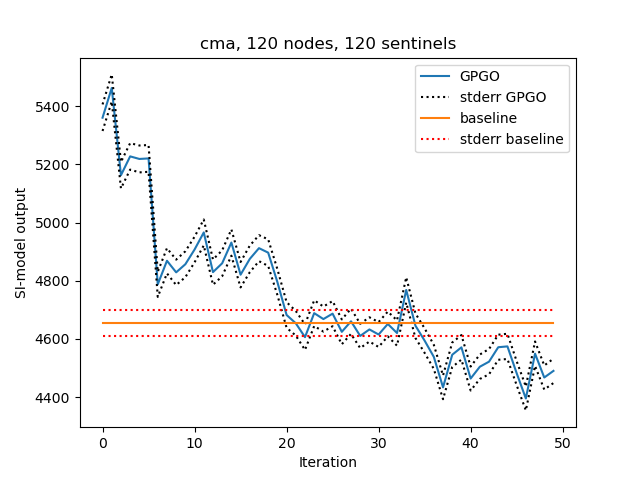 cma, 120 nodes, 120 sentinels
GPGO
stderr GPGO
baseline
stderr baseline
SI-model output
5400
5200
5000
4800
4600
4400
0 10 20 30 40 50
Iteration